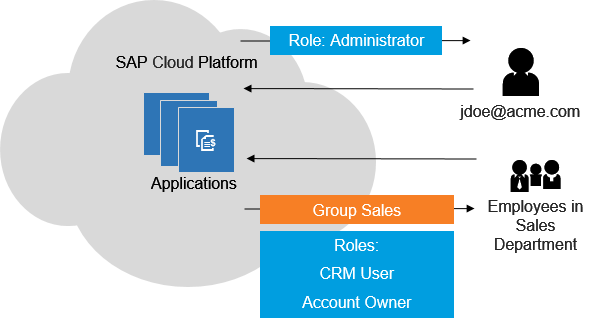 Role: Administrator
SAP Cloud Platform
jdoe@acme.com
$
Applications
Group Sales
Employees in
Sales
Department
Roles:
CRM User
Account Owner